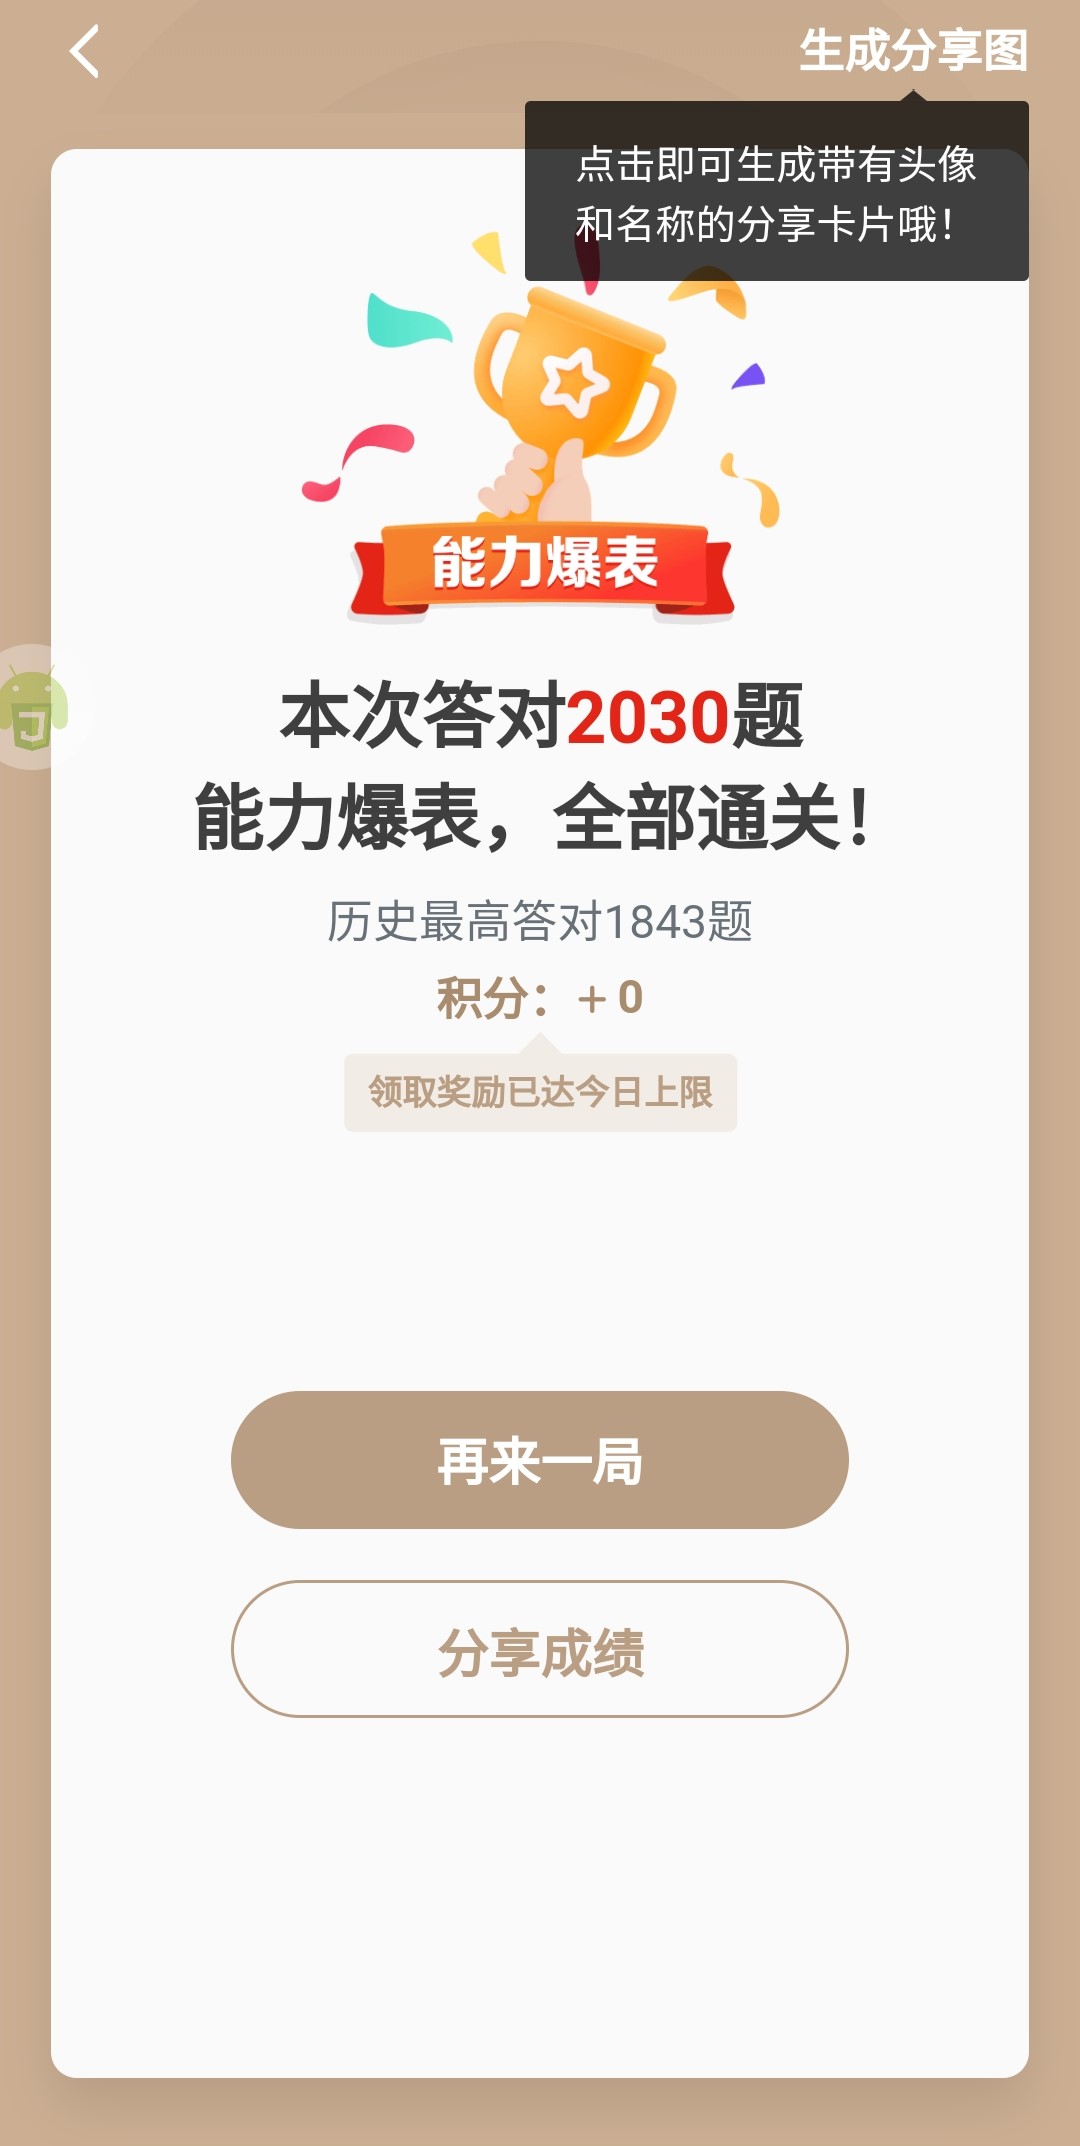 生成分享图
点击即可生成带有头像
和名称的分享卡片哦！
能力爆表
本次答对2030题
能力爆表，全部通关！
历史最高答对1843题
积分：+0
领取奖励已达今日上限
再来一局
分享成绩